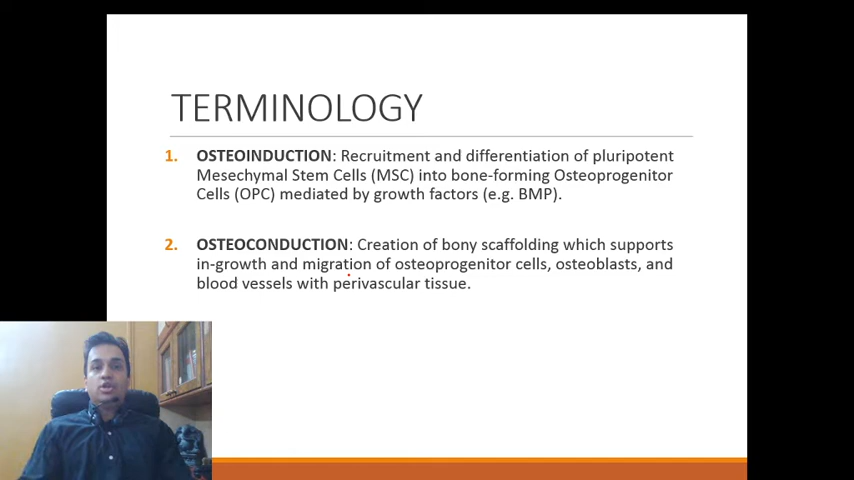 TERMINOLOGY
1. OSTEOINDUCTION: Recruitment and differentiation of pluripotent
Mesechymal Stem Cells (MSC) into bone-forming Osteoprogenitor
Cells (OPC) mediated by growth factors (e.g. BMP).
2. OSTEOCONDUCTION: Creation of bony scaffolding which supports
in-growth and migration of osteoprogenitor cells, osteoblasts, and
blood vessels with perivascular tissue.